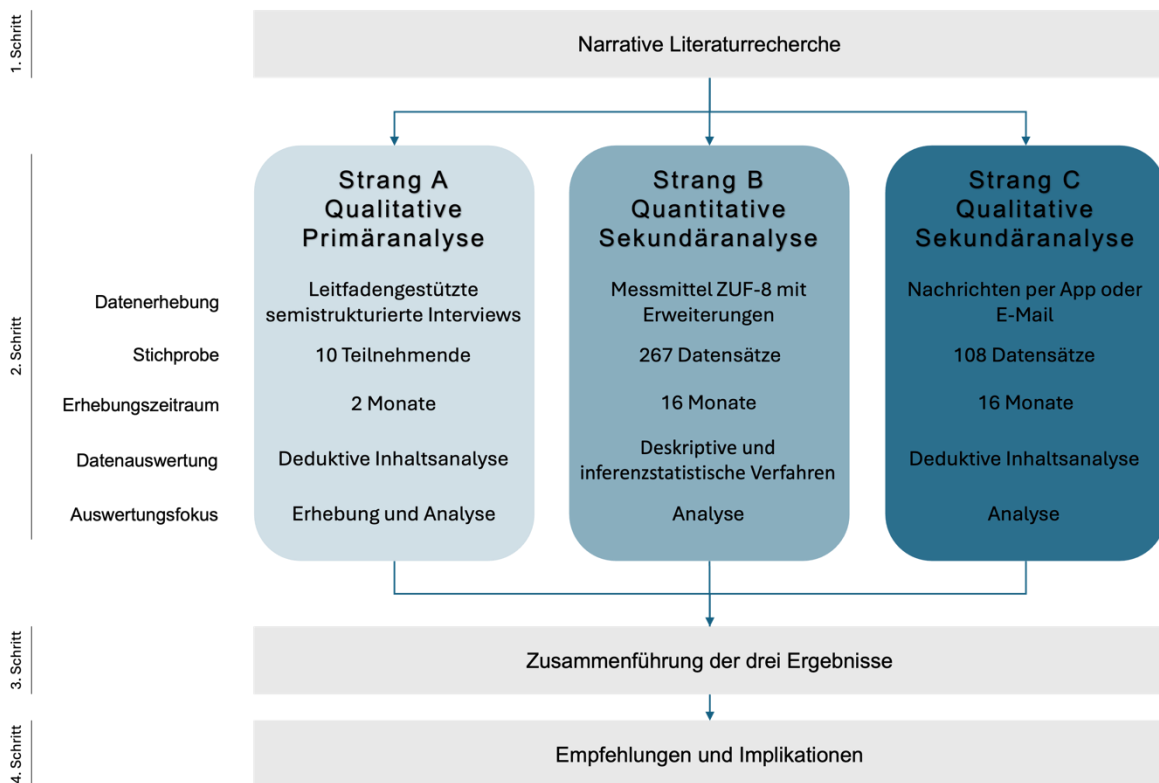 1. Schritt
Narrative Literaturrecherche
2. Schritt
Strang A
Qualitative
Primäranalyse
Strang B
Quantitative
Sekundäranalyse
Strang C
Qualitative
Sekundäranalyse
Datenerhebung
Leitfadengestützte
semistrukturierte Interviews
Messmittel ZUF-8 mit
Erweiterungen
Nachrichten per App oder
E-Mail
Stichprobe
10 Teilnehmende
267 Datensätze
108 Datensätze
Erhebungszeitraum
2 Monate
16 Monate
16 Monate
Datenauswertung
Deduktive Inhaltsanalyse
Deskriptive und
inferenzstatistische Verfahren
Deduktive Inhaltsanalyse
Auswertungsfokus
Erhebung und Analyse
Analyse
Analyse
3. Schritt
Zusammenführung der drei Ergebnisse
4. Schritt
Empfehlungen und Implikationen